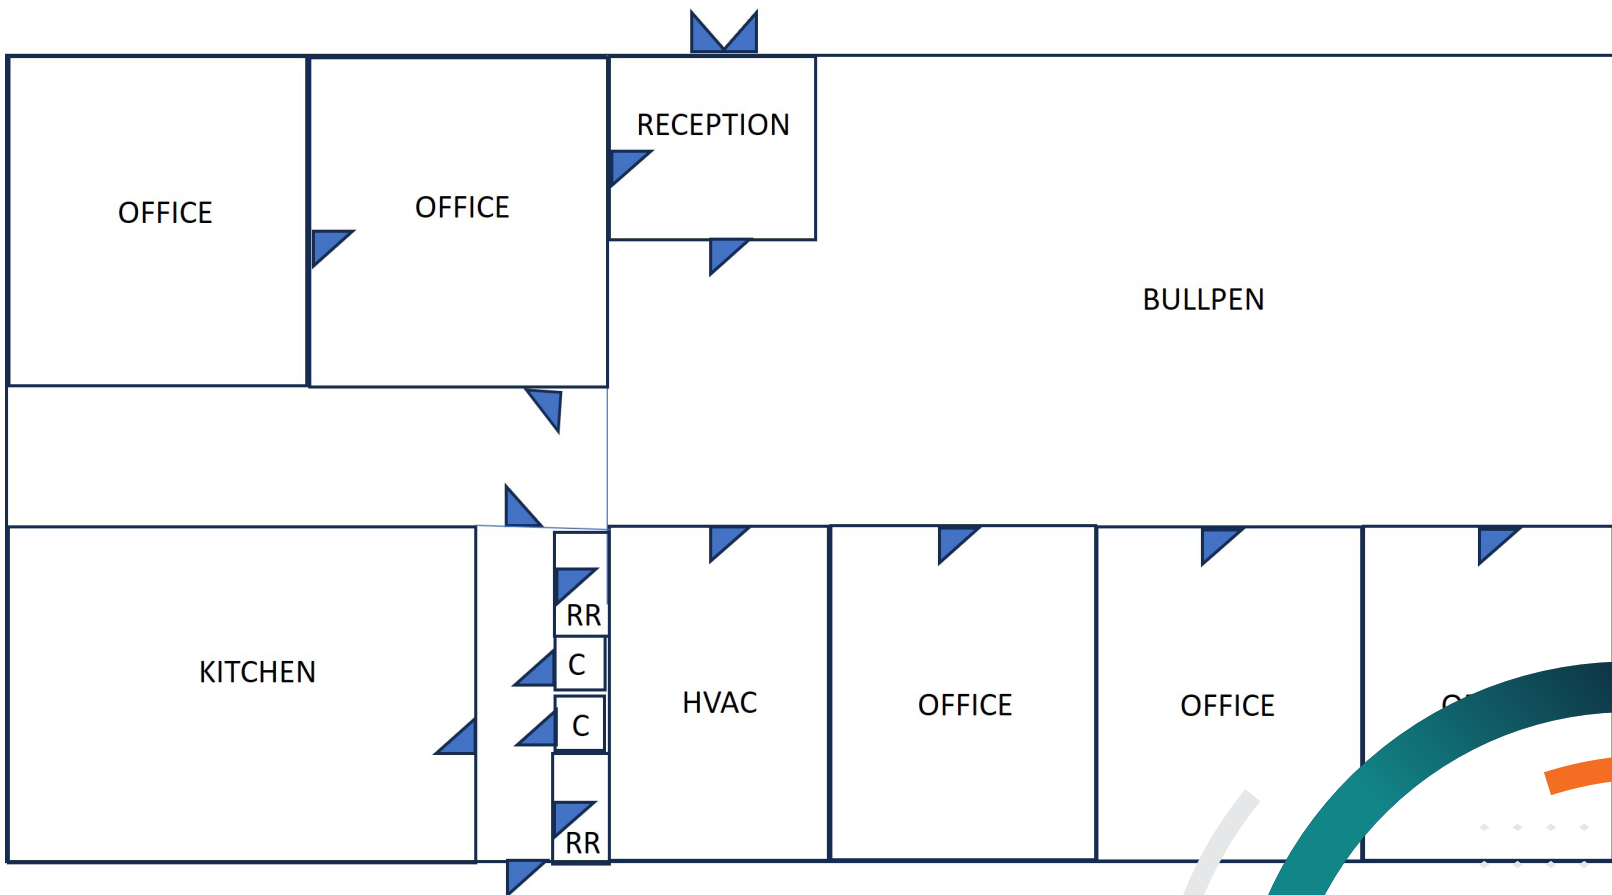 RECEPTION
OFFICE
OFFICE
BULLPEN
RR
C
KITCHEN
HVAC
OFFICE
OFFICE
C
RR